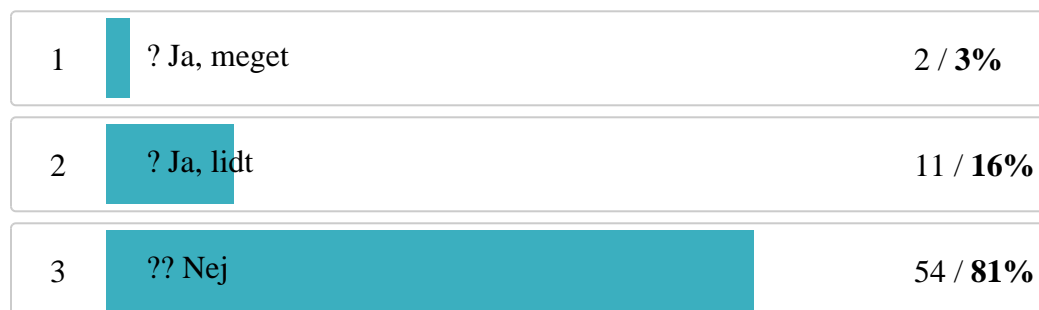 1 ? Ja, meget 2 / 3%
2 ? Ja, lidt 11 / 16%
3 ?? Nej 54 / 81%